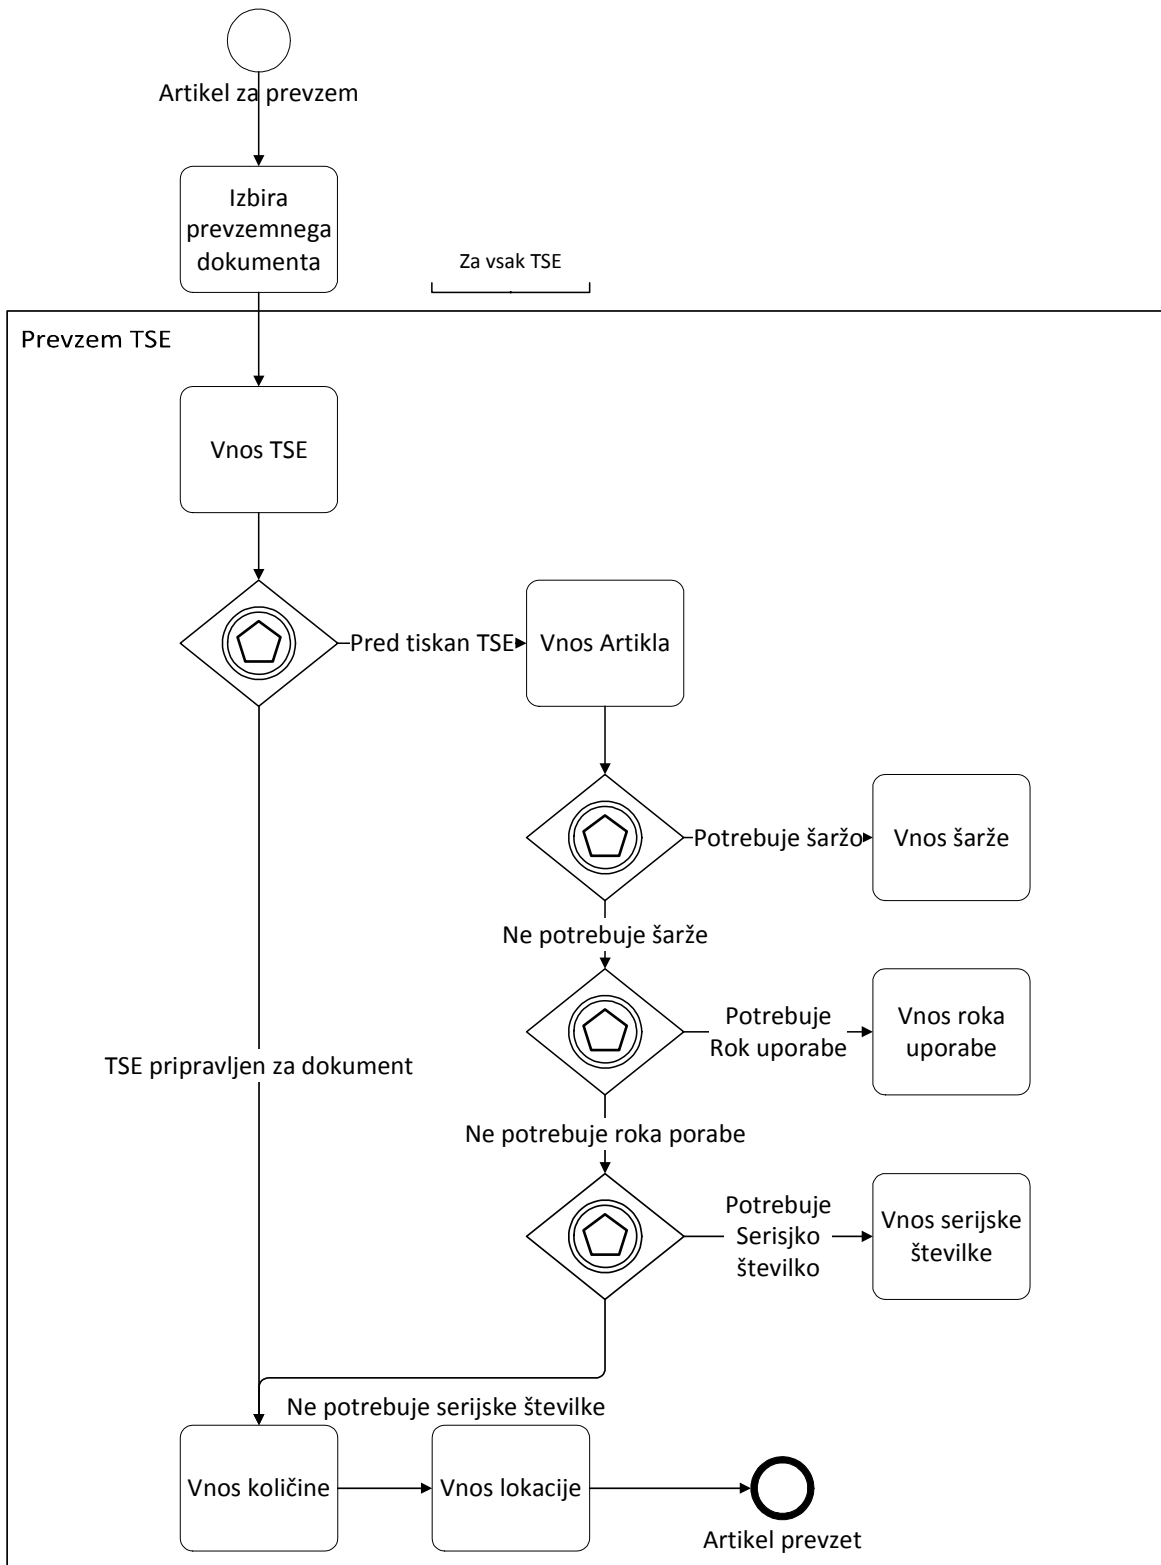 Artikel za prevzem
Izbira
prevzemnega
dokumenta
Za vsak TSE
Prevzem TSE
Vnos TSE
Pred tiskan TSE
Vnos Artikla
Potrebuje šaržo
Vnos šarže
Ne potrebuje šarže
Potrebuje
Rok uporabe
Vnos roka
uporabe
TSE pripravljen za dokument
Ne potrebuje roka porabe
Potrebuje
Serisjko
številko
Vnos serijske
številke
Ne potrebuje serijske številke
Vnos količine
Vnos lokacije
Artikel prevzet